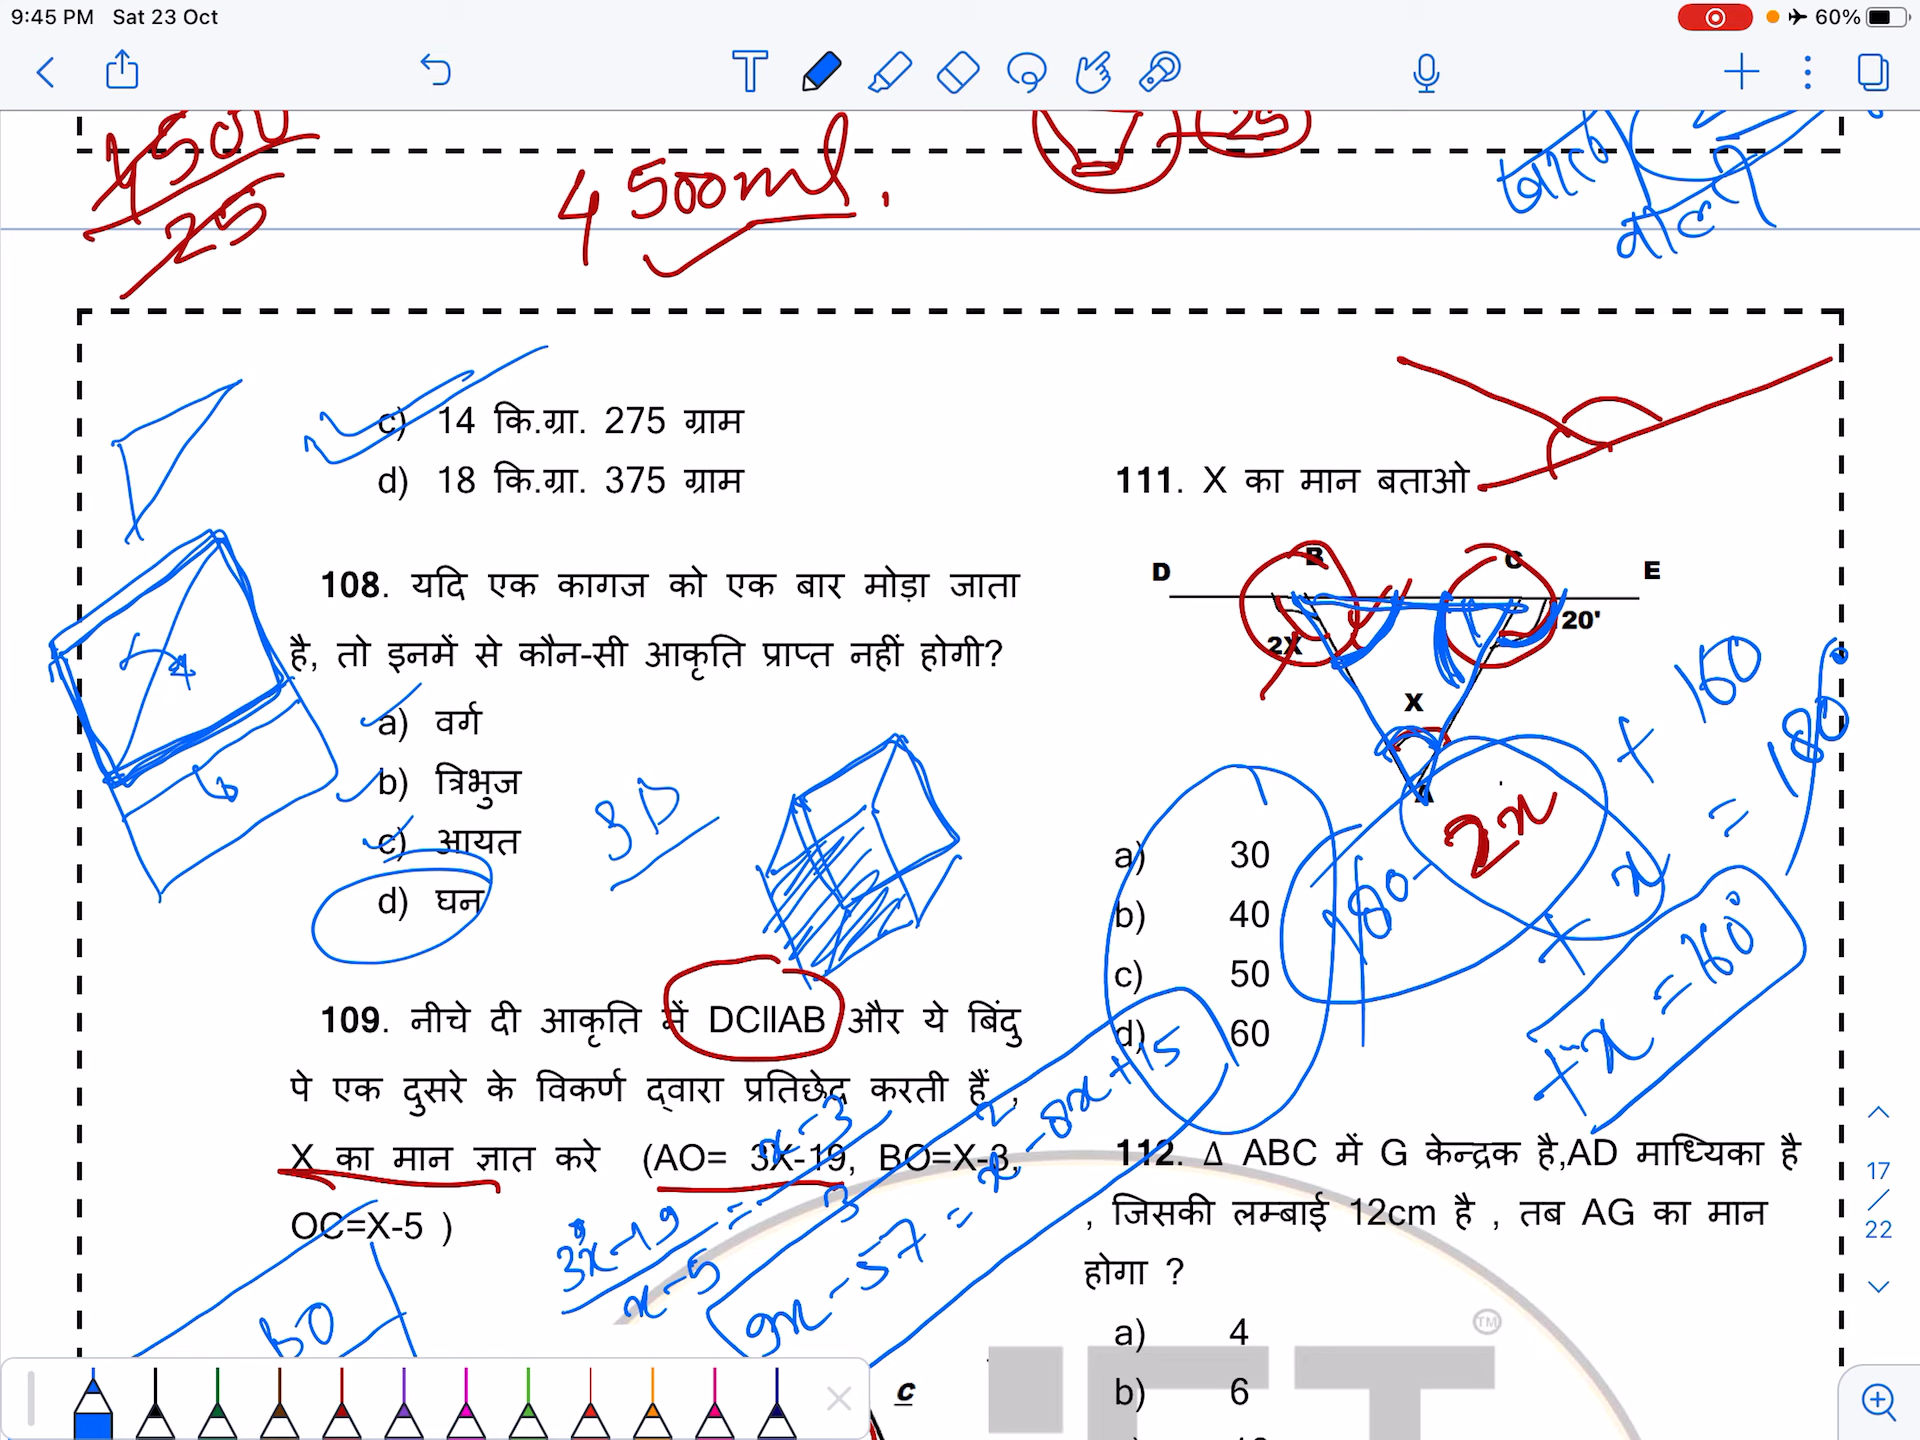 9:45 PM Sat 23 Oct
60%
25
25
4500ml.
c) 14 कि.ग्रा. 275 ग्राम
d) 18 कि.ग्रा. 375 ग्राम
108. यदि एक कागज को एक बार मोड़ा जाता
है, तो इनमें से कौन-सी आकृति प्राप्त नहीं होगी?
a) वर्ग
b) त्रिभुज
c) आयत
d) घन
3D
109. नीचे दी आकृति में DCIIAB और ये बिंदु
पे एक दुसरे के विकर्ण द्वारा प्रतिछेद करती हैं ,
X का मान ज्ञात करे (AO= 3X-19, BO=X-3,
OC=X-5 )
3x-19
x-5
=
x-3
3
9x-57 = x²-8x+15
BO
C
111. X का मान बताओ
D B C E
2X 20'
X
A
a) 30
b) 40
c) 50
d) 60
180-2x + x + 160 = 180°
+x = 160°
112. Δ ABC में G केन्द्रक है,AD माध्यिका है
, जिसकी लम्बाई 12cm है , तब AG का मान
होगा ?
a) 4
b) 6
TM
17
/
22